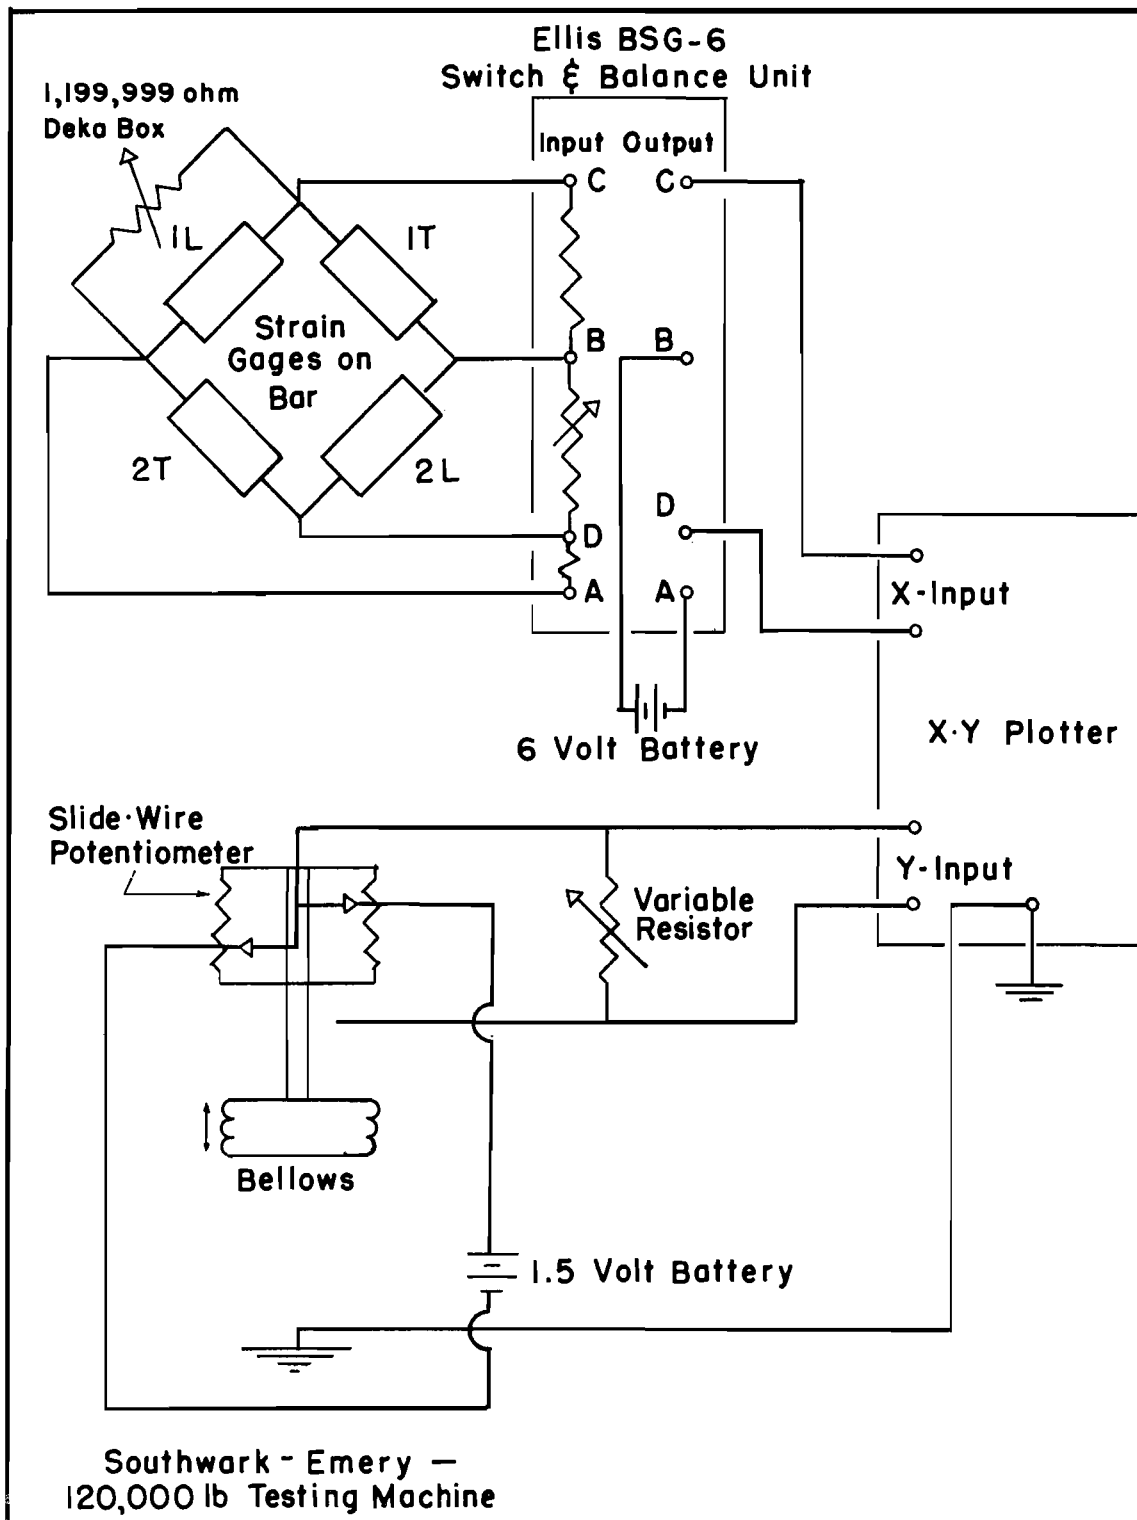 Ellis BSG-6
Switch & Balance Unit
1,199,999 ohm
Deka Box
Input Output
C
C
1L
1T
Strain
Gages on
Bar
B
B
2T
2L
D
D
A
A
X-Input
6 Volt Battery
X·Y Plotter
Slide·Wire
Potentiometer
Y-Input
Variable
Resistor
Bellows
1.5 Volt Battery
Southwark - Emery —
120,000 lb Testing Machine